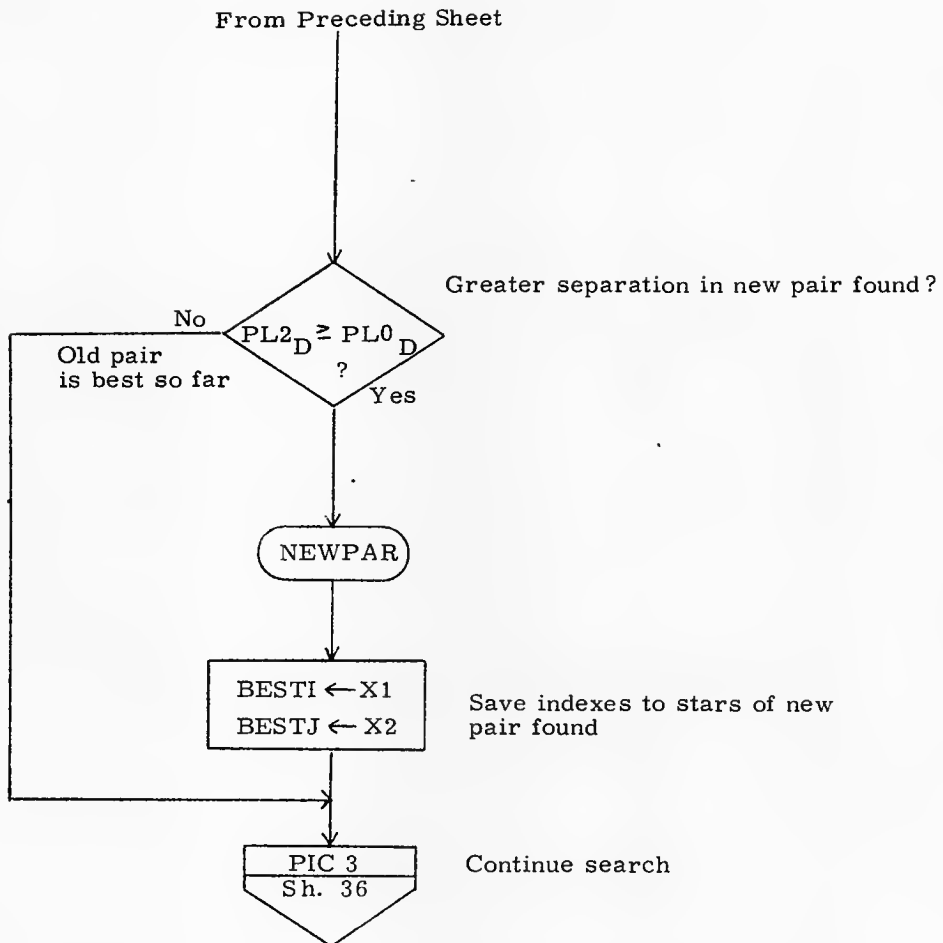 From Preceding Sheet
Greater separation in new pair found?
No
PL2D ≥ PL0D
?
Old pair
is best so far
Yes
NEWPAR
BESTI ← X1
BESTJ ← X2
Save indexes to stars of new
pair found
PIC 3
Sh. 36
Continue search